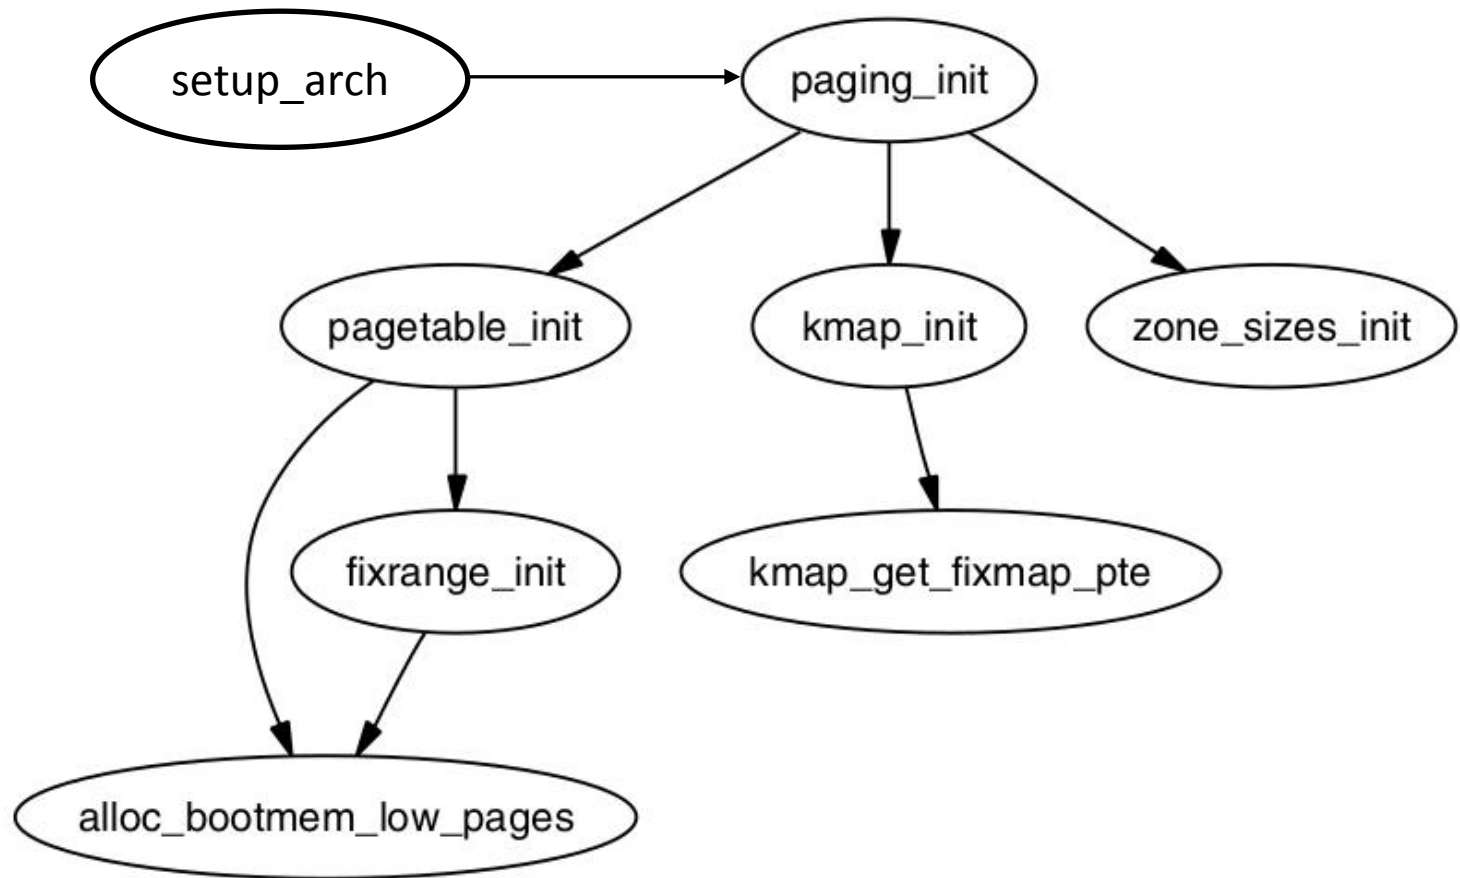 setup_arch
paging_init
pagetable_init
kmap_init
zone_sizes_init
fixrange_init
kmap_get_fixmap_pte
alloc_bootmem_low_pages